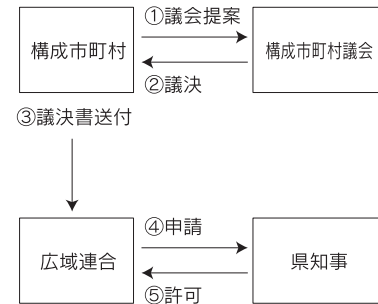 ①議会提案
構成市町村
構成市町村議会
②議決
③議決書送付
④申請
広域連合
県知事
⑤許可